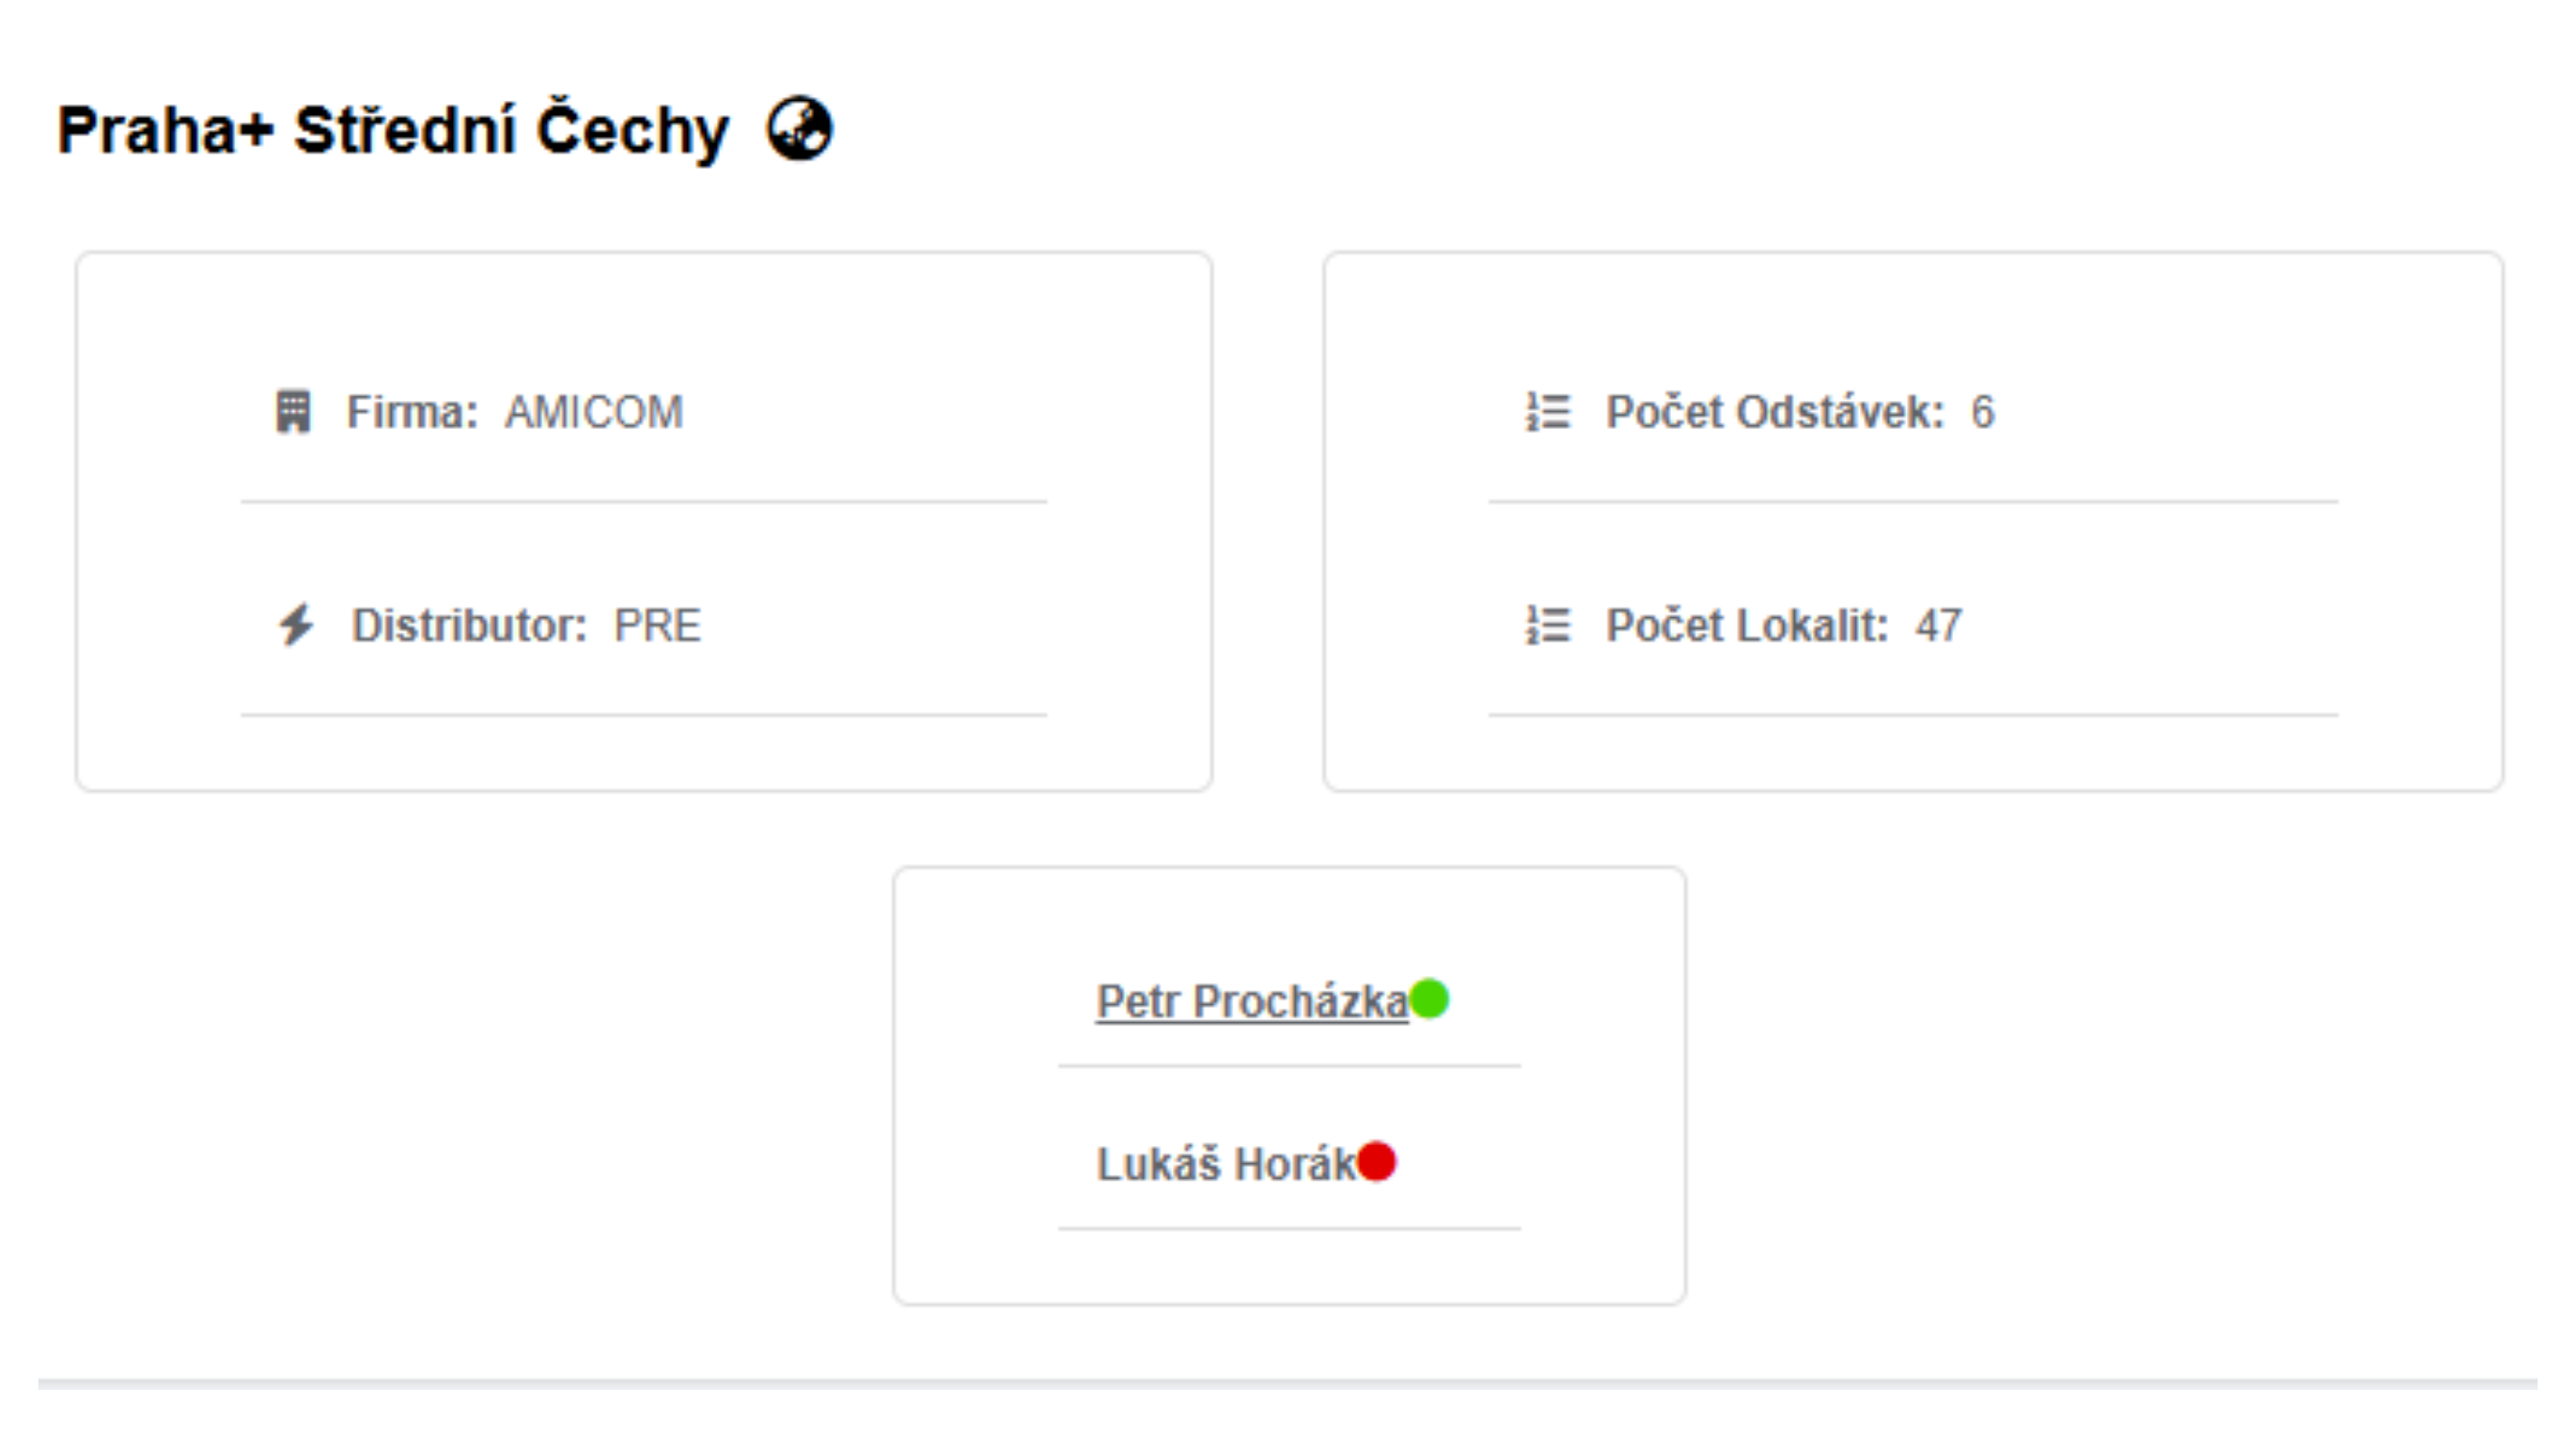 Praha+ Střední Čechy
Firma: AMICOM
Distributor: PRE
Počet Odstávek: 6
Počet Lokalit: 47
Petr Procházka
Lukáš Horák